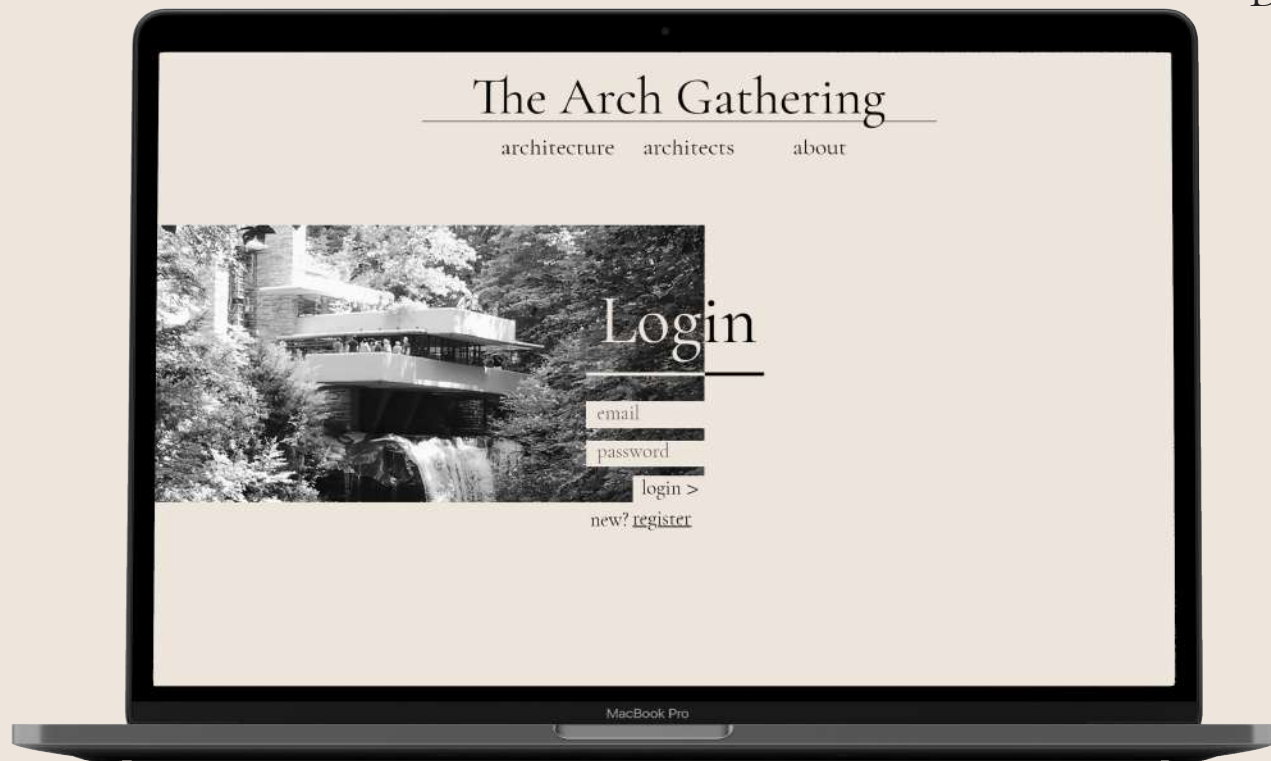 The Arch Gathering
architecture architects about
Login
email
password
login >
new? register
MacBook Pro